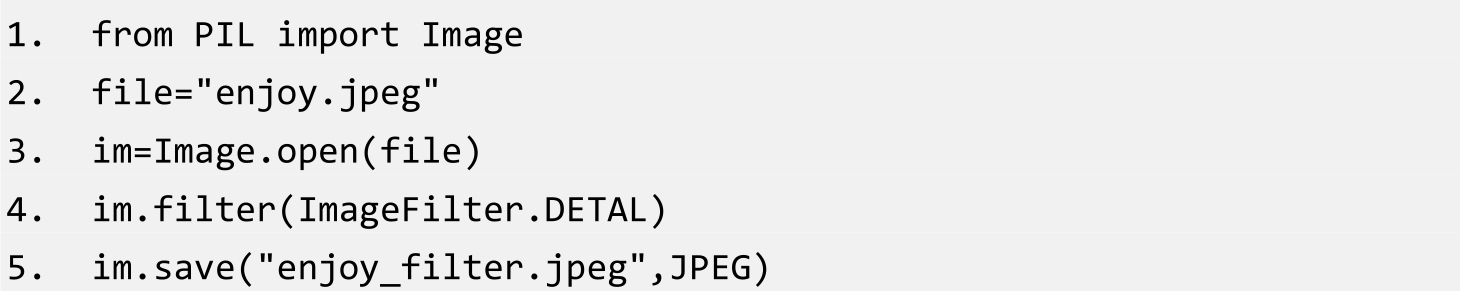 1. from PIL import Image
2. file="enjoy.jpeg"
3. im=Image.open(file)
4. im.filter(ImageFilter.DETAL)
5. im.save("enjoy_filter.jpeg",JPEG)